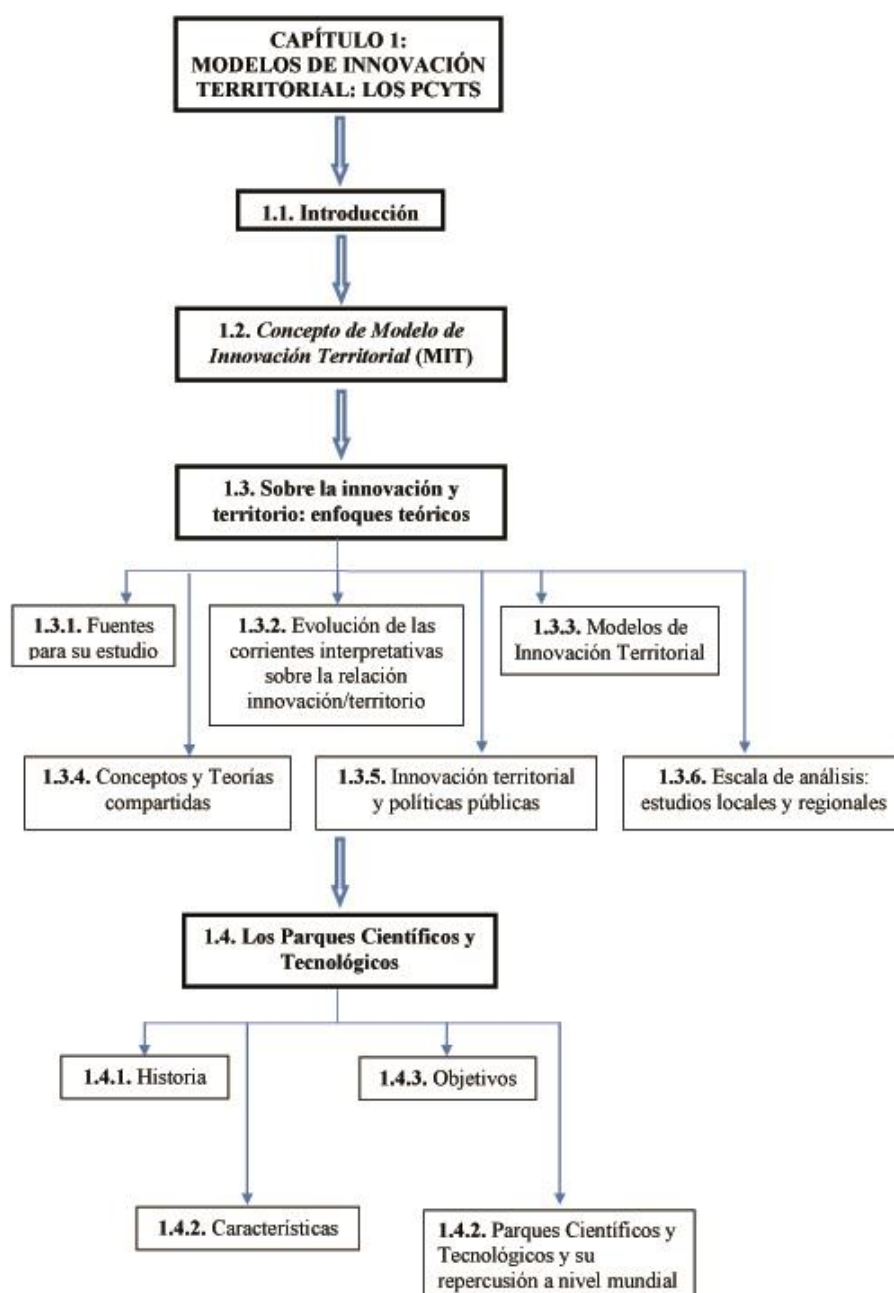 CAPÍTULO 1:
MODELOS DE INNOVACIÓN
TERRITORIAL: LOS PCYTS
1.1. Introducción
1.2. Concepto de Modelo de
Innovación Territorial (MIT)
1.3. Sobre la innovación y
territorio: enfoques teóricos
1.3.1. Fuentes
para su estudio
1.3.2. Evolución de las
corrientes interpretativas
sobre la relación
innovación/territorio
1.3.3. Modelos de
Innovación Territorial
1.3.4. Conceptos y Teorías
compartidas
1.3.5. Innovación territorial
y políticas públicas
1.3.6. Escala de análisis:
estudios locales y regionales
1.4. Los Parques Científicos y
Tecnológicos
1.4.1. Historia
1.4.3. Objetivos
1.4.2. Características
1.4.2. Parques Científicos y
Tecnológicos y su
repercusión a nivel mundial